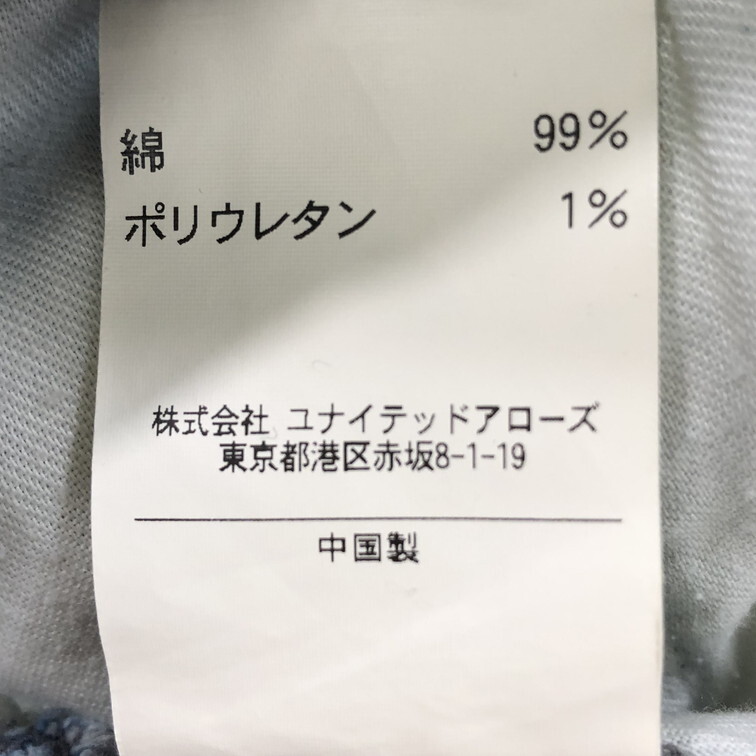 綿 99%
ポリウレタン 1%
株式会社 ユナイテッドアローズ
東京都港区赤坂8-1-19
中国製